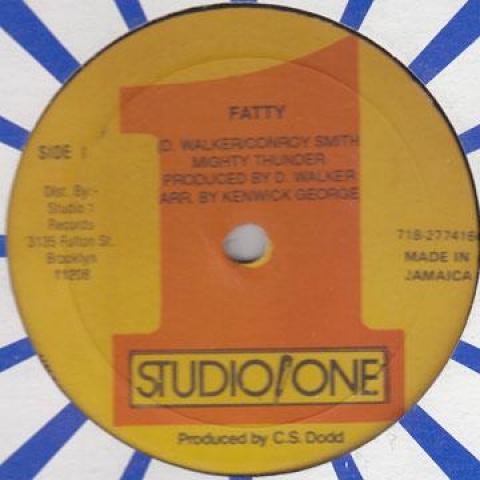 FATTY
(D. WALKER/CONROY SMITH
MIGHTY THUNDER
PRODUCED BY D. WALKER
ARR. BY KENWICK GEORGE
SIDE I
Dist. By:-
Studio 1
Records
3135 Fulton St.
Brooklyn
11208
718-277416
MADE IN
JAMAICA
1
STUDIO/ONE
Produced by C.S. Dodd